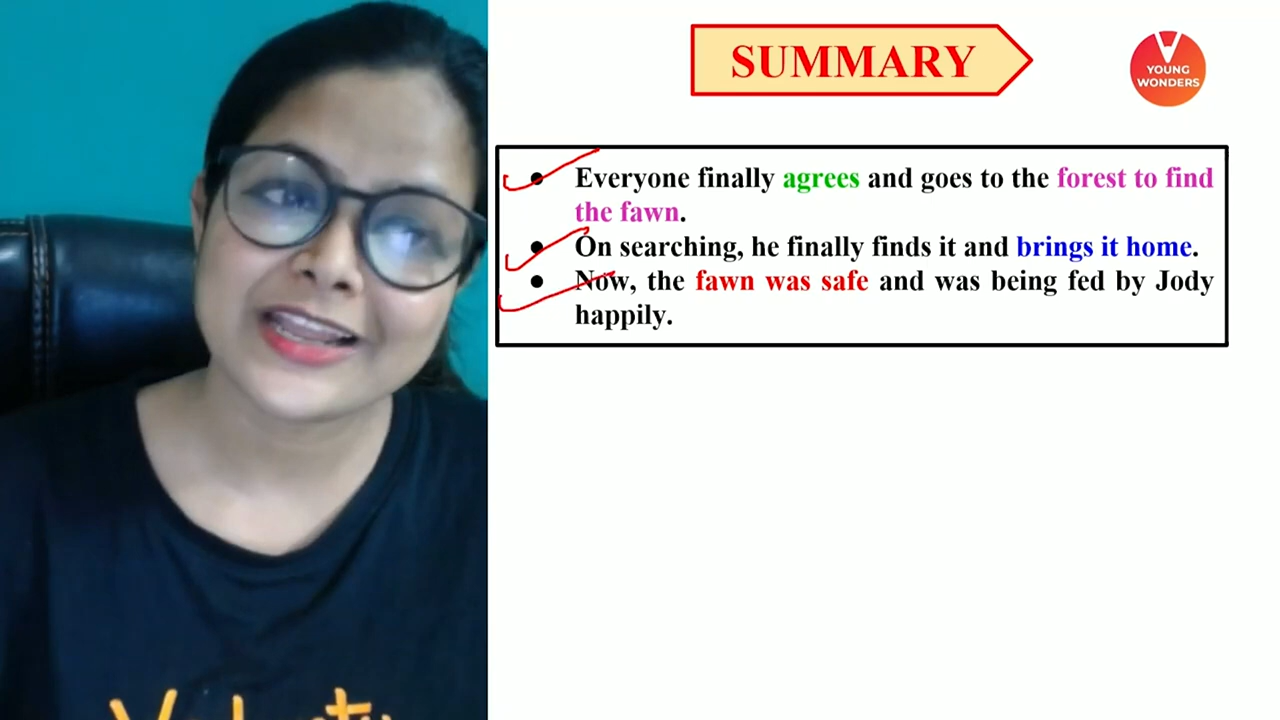 SUMMARY
YOUNG
WONDERS
• Everyone finally agrees and goes to the forest to find
the fawn.
• On searching, he finally finds it and brings it home.
• Now, the fawn was safe and was being fed by Jody
happily.